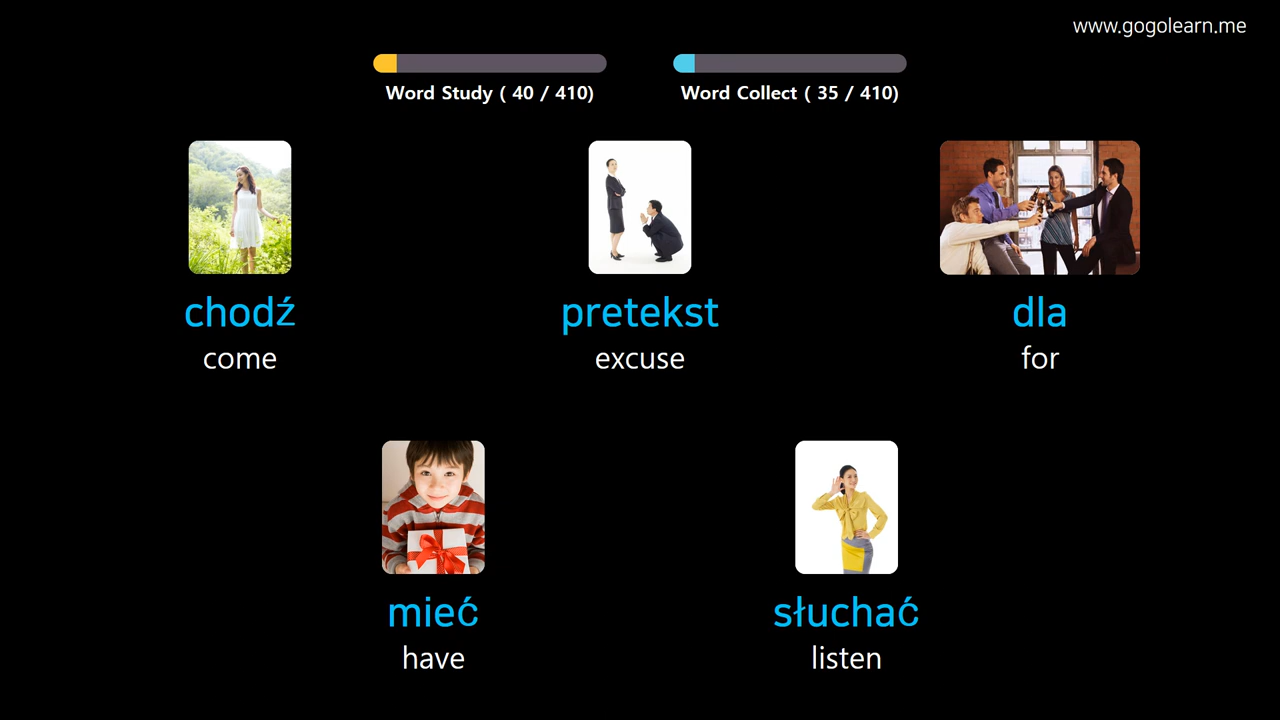 www.gogolearn.me
Word Study ( 40 / 410)
Word Collect ( 35 / 410)
chodź
come
pretekst
excuse
dla
for
mieć
have
słuchać
listen